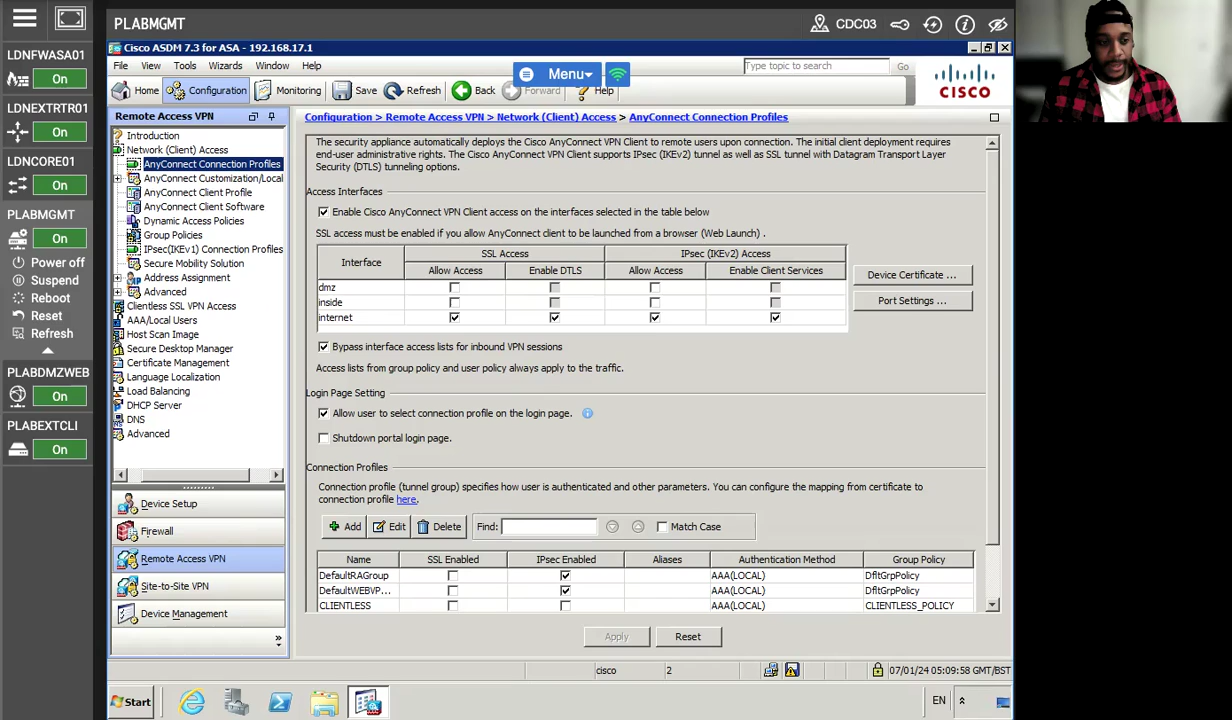 PLABMGMT
CDC03
LDNFWASA01
On
LDNEXTRTR01
On
LDNCORE01
On
PLABMGMT
On
Power off
Suspend
Reboot
Reset
Refresh
PLABDMZWEB
On
PLABEXTCLI
On
Cisco ASDM 7.3 for ASA - 192.168.17.1
File View Tools Wizards Window Help
Menu
Type topic to search
Go
Home Configuration Monitoring Save Refresh Back Forward Help
CISCO
Remote Access VPN
Introduction
Network (Client) Access
AnyConnect Connection Profiles
AnyConnect Customization/Local
AnyConnect Client Profile
AnyConnect Client Software
Dynamic Access Policies
Group Policies
IPsec(IKEv1) Connection Profiles
Secure Mobility Solution
Address Assignment
Advanced
Clientless SSL VPN Access
AAA/Local Users
Host Scan Image
Secure Desktop Manager
Certificate Management
Language Localization
Load Balancing
DHCP Server
DNS
Advanced
Device Setup
Firewall
Remote Access VPN
Site-to-Site VPN
Device Management
Configuration > Remote Access VPN > Network (Client) Access > AnyConnect Connection Profiles
The security appliance automatically deploys the Cisco AnyConnect VPN Client to remote users upon connection. The initial client deployment requires
end-user administrative rights. The Cisco AnyConnect VPN Client supports IPsec (IKEv2) tunnel as well as SSL tunnel with Datagram Transport Layer
Security (DTLS) tunneling options.
Access Interfaces
Enable Cisco AnyConnect VPN Client access on the interfaces selected in the table below
SSL access must be enabled if you allow AnyConnect client to be launched from a browser (Web Launch) .
Interface SSL Access IPsec (IKEv2) Access
Allow Access Enable DTLS Allow Access Enable Client Services
dmz
inside
internet
Device Certificate ...
Port Settings ...
Bypass interface access lists for inbound VPN sessions
Access lists from group policy and user policy always apply to the traffic.
Login Page Setting
Allow user to select connection profile on the login page.
Shutdown portal login page.
Connection Profiles
Connection profile (tunnel group) specifies how user is authenticated and other parameters. You can configure the mapping from certificate to
connection profile here.
Add Edit Delete Find: Match Case
Name SSL Enabled IPsec Enabled Aliases Authentication Method Group Policy
DefaultRAGroup AAA(LOCAL) DfltGrpPolicy
DefaultWEBVP... AAA(LOCAL) DfltGrpPolicy
CLIENTLESS AAA(LOCAL) CLIENTLESS_POLICY
Apply Reset
cisco 2 07/01/24 05:09:58 GMT/BST
Start
EN